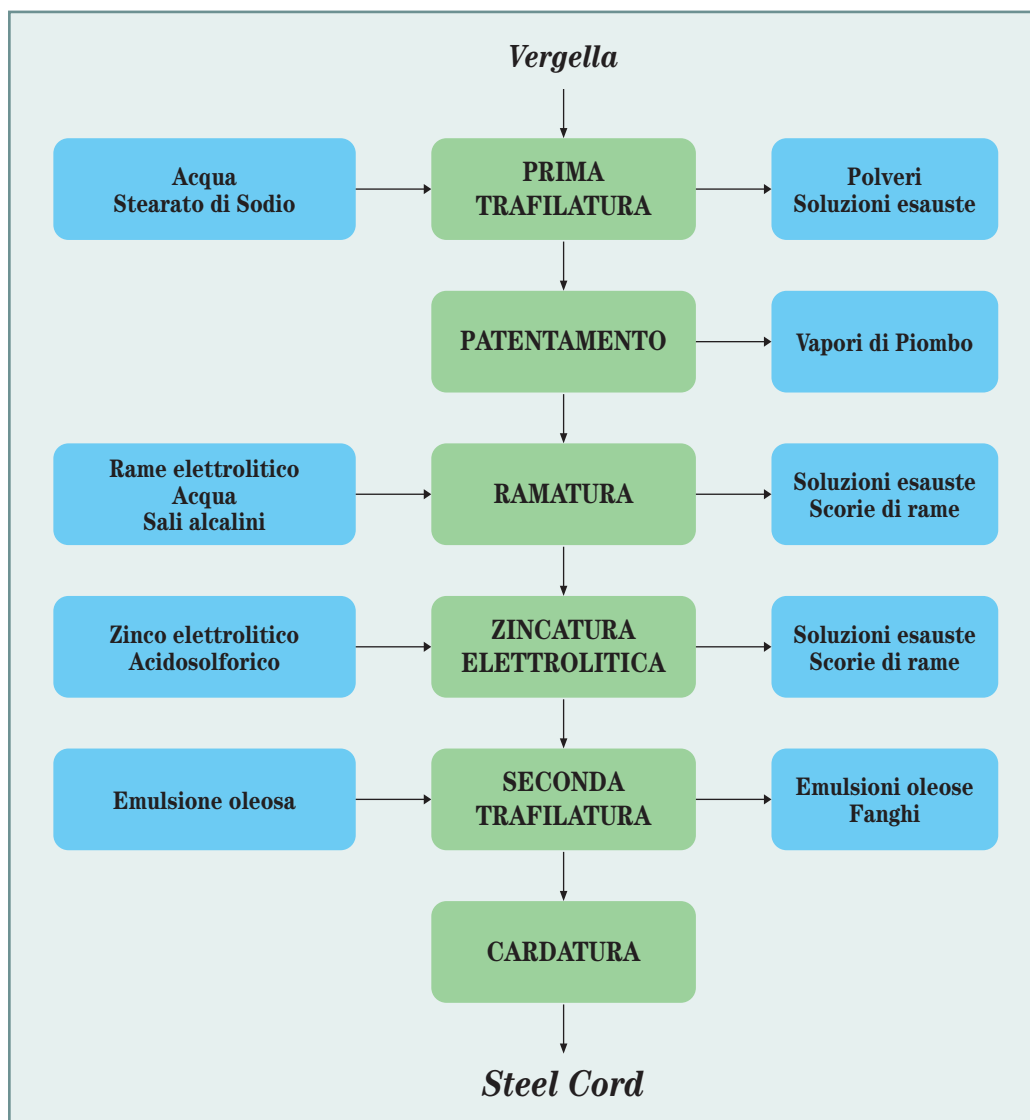 Vergella
Acqua
Stearato di Sodio
PRIMA
TRAFILATURA
Polveri
Soluzioni esauste
PATENTAMENTO
Vapori di Piombo
Rame elettrolitico
Acqua
Sali alcalini
RAMATURA
Soluzioni esauste
Scorie di rame
Zinco elettrolitico
Acidosolforico
ZINCATURA
ELETTROLITICA
Soluzioni esauste
Scorie di rame
Emulsione oleosa
SECONDA
TRAFILATURA
Emulsioni oleose
Fanghi
CARDATURA
Steel Cord